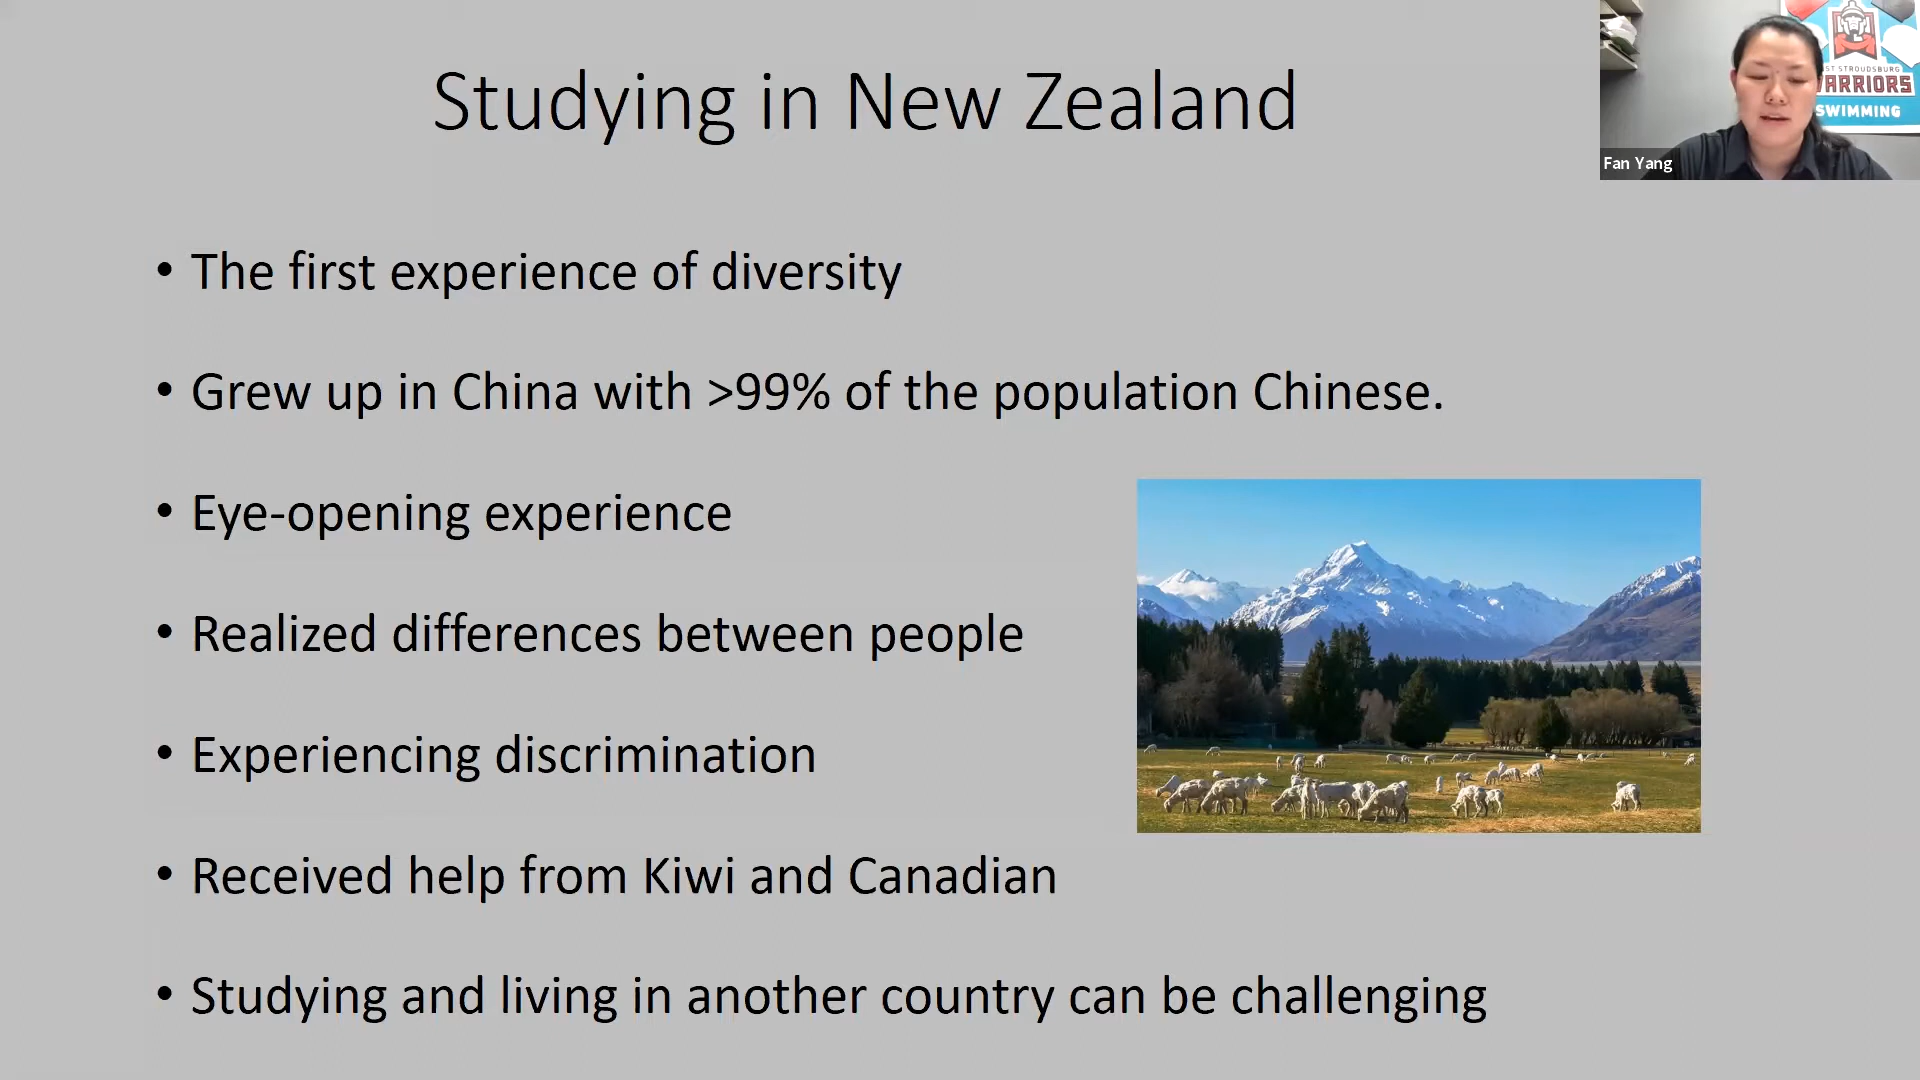 Studying in New Zealand
• The first experience of diversity
• Grew up in China with >99% of the population Chinese.
• Eye-opening experience
• Realized differences between people
• Experiencing discrimination
• Received help from Kiwi and Canadian
• Studying and living in another country can be challenging
STROUDSBURG
WARRIORS
SWIMMING
Fan Yang